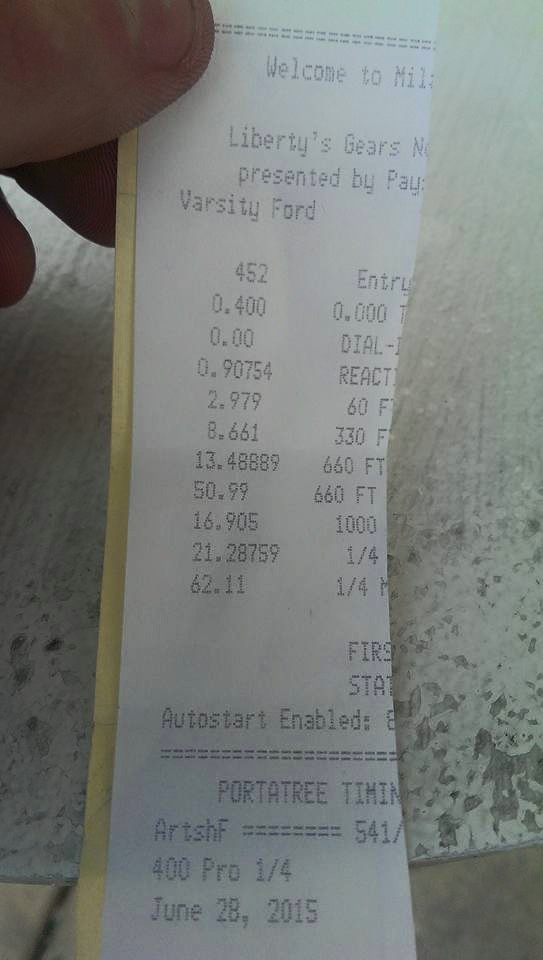 Welcome to Mil
Liberty's Gears N
presented by Pay
Varsity Ford
452 Entry
0.400 0.000 T
0.00 DIAL-I
0.90754 REACT
2.979 60 F
8.661 330 F
13.48889 660 FT
50.99 660 FT
16.905 1000
21.28759 1/4
62.11 1/4 M
FIRS
STAT
Autostart Enabled: 
PORTATREE TIMIN
ArtshF ======== 541/
400 Pro 1/4
June 28, 2015